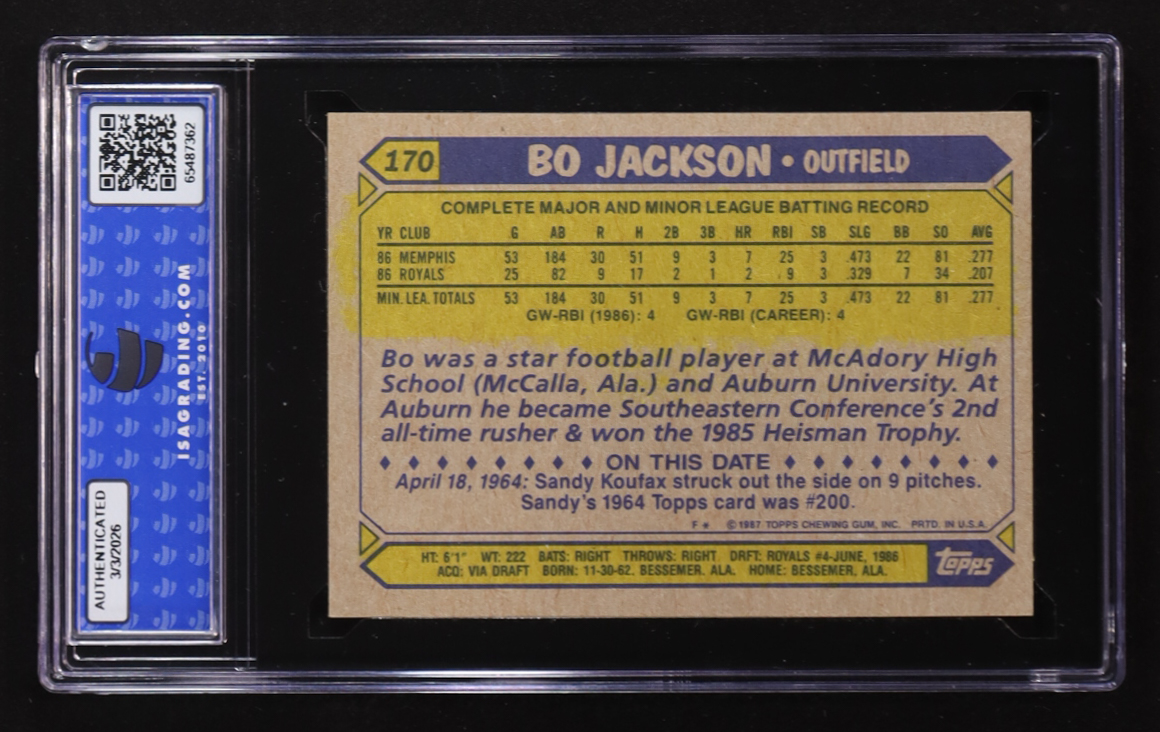 65487362
ISAGRADING.COM
EST. 2010
AUTHENTICATED
3/3/2026
170 BO JACKSON • OUTFIELD
COMPLETE MAJOR AND MINOR LEAGUE BATTING RECORD
YR CLUB G AB R H 2B 3B HR RBI SB SLG BB SO AVG
86 MEMPHIS 53 184 30 51 9 3 7 25 3 .473 22 81 .277
86 ROYALS 25 82 9 17 2 1 2 9 3 .329 7 34 .207
MIN. LEA. TOTALS 53 184 30 51 9 3 7 25 3 .473 22 81 .277
GW-RBI (1986): 4 GW-RBI (CAREER): 4
Bo was a star football player at McAdory High
School (McCalla, Ala.) and Auburn University. At
Auburn he became Southeastern Conference's 2nd
all-time rusher & won the 1985 Heisman Trophy.
♦ ♦ ♦ ♦ ♦ ♦ ♦ ♦ ON THIS DATE ♦ ♦ ♦ ♦ ♦ ♦ ♦ ♦
April 18, 1964: Sandy Koufax struck out the side on 9 pitches.
Sandy's 1964 Topps card was #200.
F* ©1987 TOPPS CHEWING GUM, INC. PRTD. IN U.S.A.
HT: 6'1" WT: 222 BATS: RIGHT THROWS: RIGHT DRFT: ROYALS #4-JUNE, 1986
ACQ: VIA DRAFT BORN: 11-30-62, BESSEMER, ALA. HOME: BESSEMER, ALA.
Topps